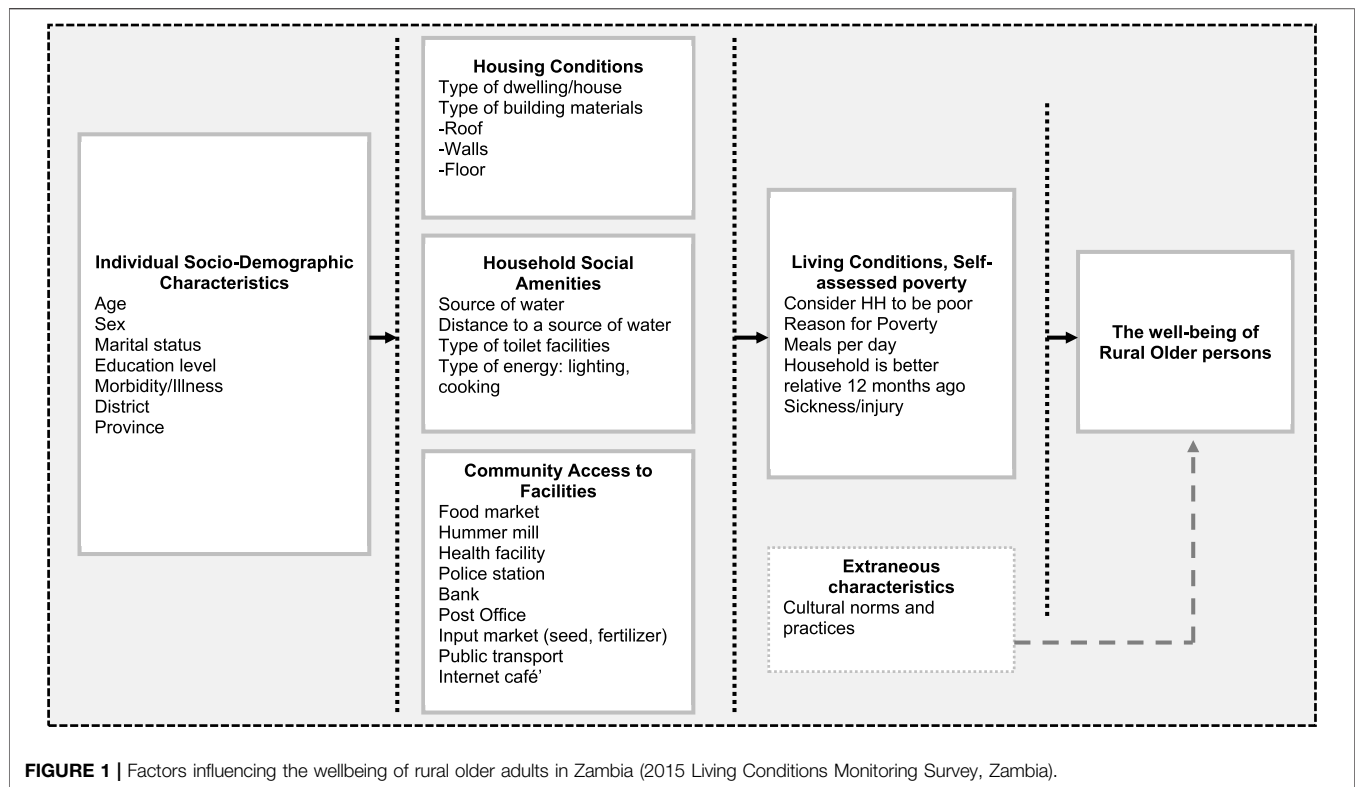 Individual Socio-Demographic
Characteristics
Age
Sex
Marital status
Education level
Morbidity/Illness
District
Province
Housing Conditions
Type of dwelling/house
Type of building materials
-Roof
-Walls
-Floor
Household Social
Amenities
Source of water
Distance to a source of water
Type of toilet facilities
Type of energy: lighting,
cooking
Community Access to
Facilities
Food market
Hummer mill
Health facility
Police station
Bank
Post Office
Input market (seed, fertilizer)
Public transport
Internet café’
Living Conditions, Self-
assessed poverty
Consider HH to be poor
Reason for Poverty
Meals per day
Household is better
relative 12 months ago
Sickness/injury
Extraneous
characteristics
Cultural norms and
practices
The well-being of
Rural Older persons
FIGURE 1 | Factors influencing the wellbeing of rural older adults in Zambia (2015 Living Conditions Monitoring Survey, Zambia).